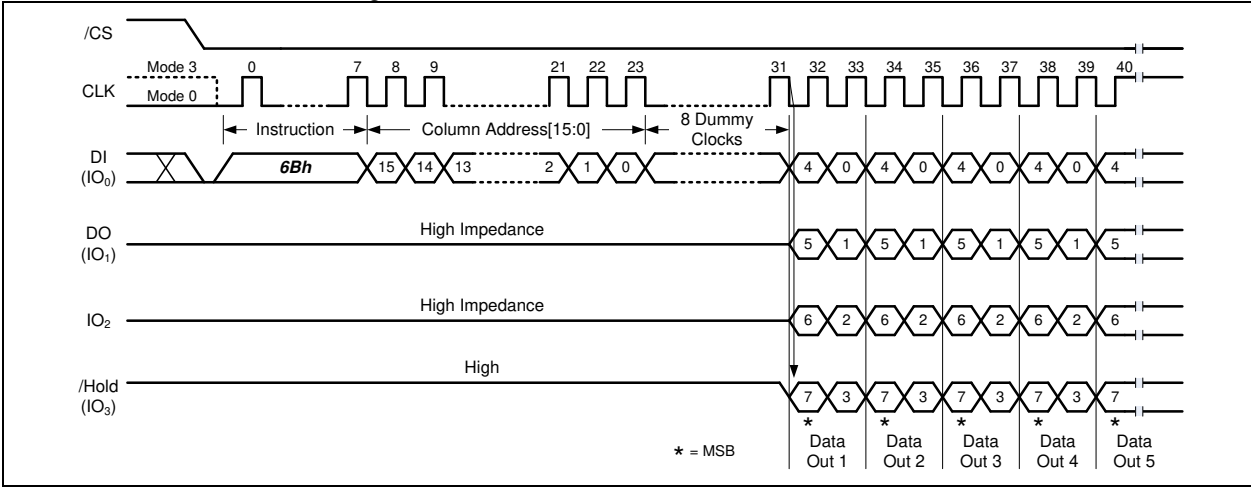 /CS
Mode 3 0 7 8 9 21 22 23 31 32 33 34 35 36 37 38 39 40
CLK
Mode 0
Instruction Column Address[15:0] 8 Dummy
Clocks
DI
(IO0) 6Bh 15 14 13 2 1 0 4 0 4 0 4 0 4 0 4
DO High Impedance
(IO1) 5 1 5 1 5 1 5 1 5
High Impedance
IO2 6 2 6 2 6 2 6 2 6
High
/Hold
(IO3) 7 3 7 3 7 3 7 3 7
* * * * *
* = MSB
Data Data Data Data Data
Out 1 Out 2 Out 3 Out 4 Out 5